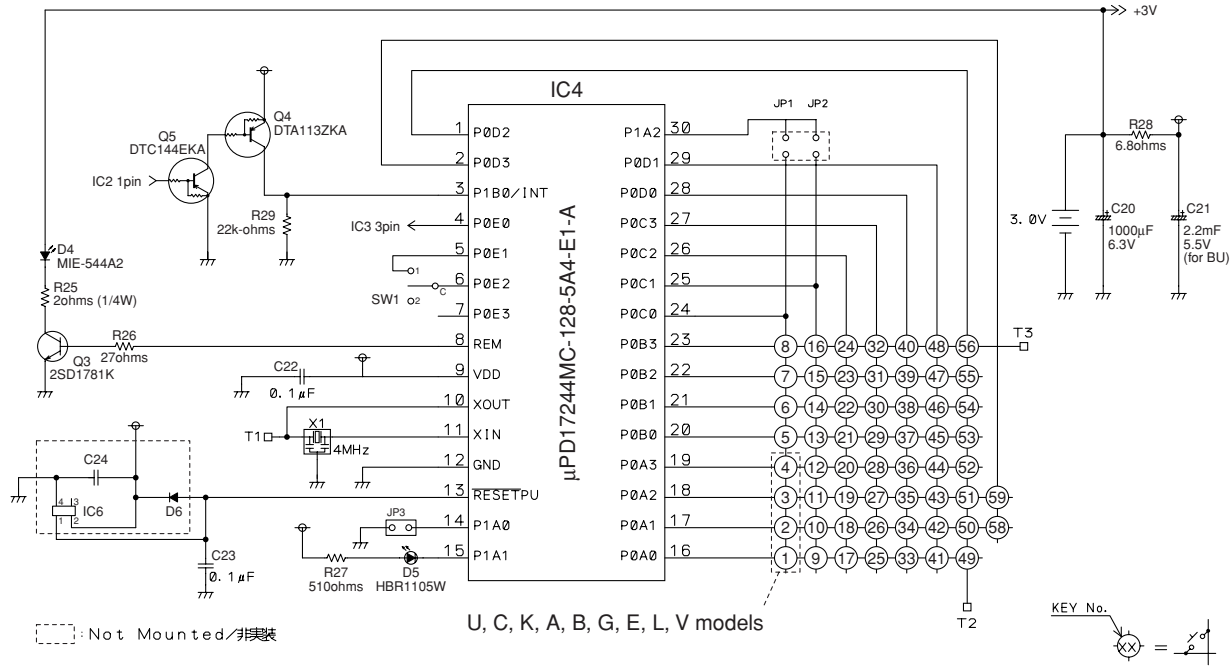 +3V
IC4
JP1 JP2
Q4
DTA113ZKA
Q5
DTC144EKA
IC2 1pin
R29
22k-ohms
IC3 3pin
SW1
1
2
C
D4
MIE-544A2
R25
2ohms (1/4W)
Q3
2SD1781K
R26
27ohms
C22
0.1μF
T1
X1
4MHz
C24
4 3
1 2
IC6
D6
C23
0.1μF
JP3
R27
510ohms
D5
HBR1105W
μPD17244MC-128-5A4-E1-A
1 P0D2
2 P0D3
3 P1B0/INT
4 P0E0
5 P0E1
6 P0E2
7 P0E3
8 REM
9 VDD
10 XOUT
11 XIN
12 GND
13 RESETPU
14 P1A0
15 P1A1
P1A2 30
P0D1 29
P0D0 28
P0C3 27
P0C2 26
P0C1 25
P0C0 24
P0B3 23
P0B2 22
P0B1 21
P0B0 20
P0A3 19
P0A2 18
P0A1 17
P0A0 16
8 16 24 32 40 48 56
7 15 23 31 39 47 55
6 14 22 30 38 46 54
5 13 21 29 37 45 53
4 12 20 28 36 44 52
3 11 19 27 35 43 51 59
2 10 18 26 34 42 50 58
1 9 17 25 33 41 49
T3
T2
3.0V
R28
6.8ohms
+
C20
1000μF
6.3V
+
C21
2.2mF
5.5V
(for BU)
U, C, K, A, B, G, E, L, V models
: Not Mounted/非実装
KEY No.
XX =